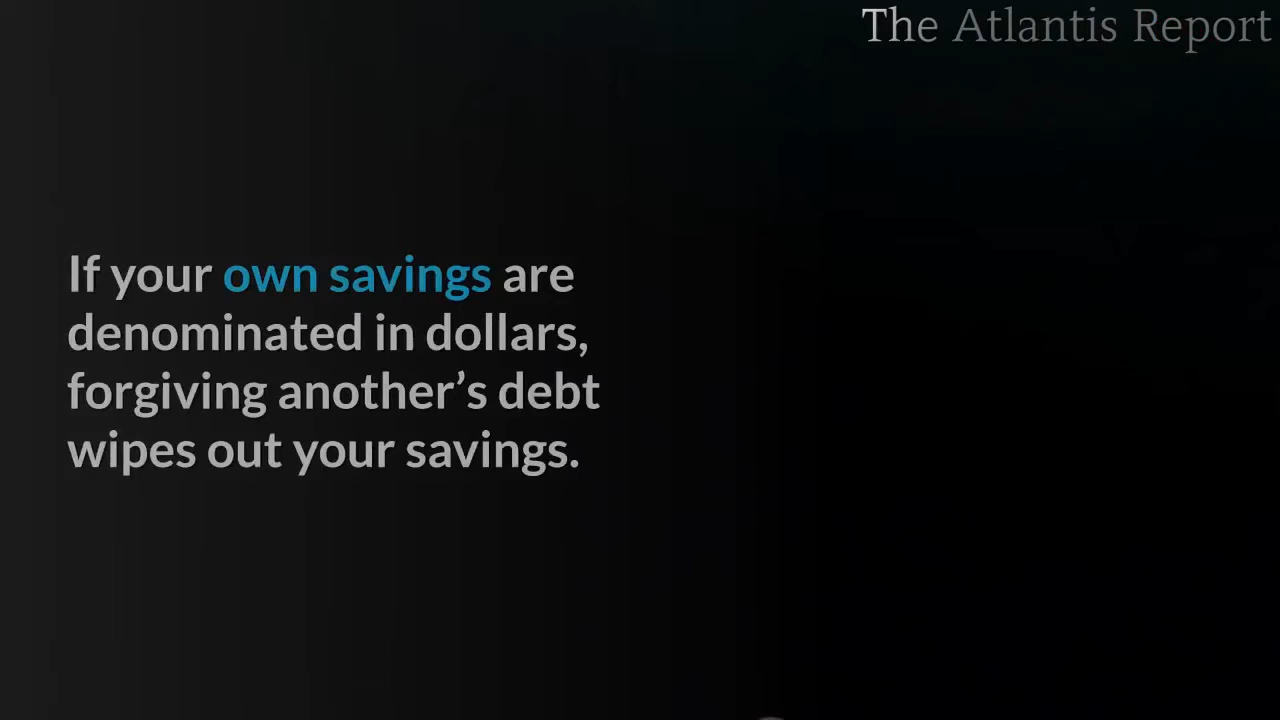 The Atlantis Report
If your own savings are
denominated in dollars,
forgiving another’s debt
wipes out your savings.